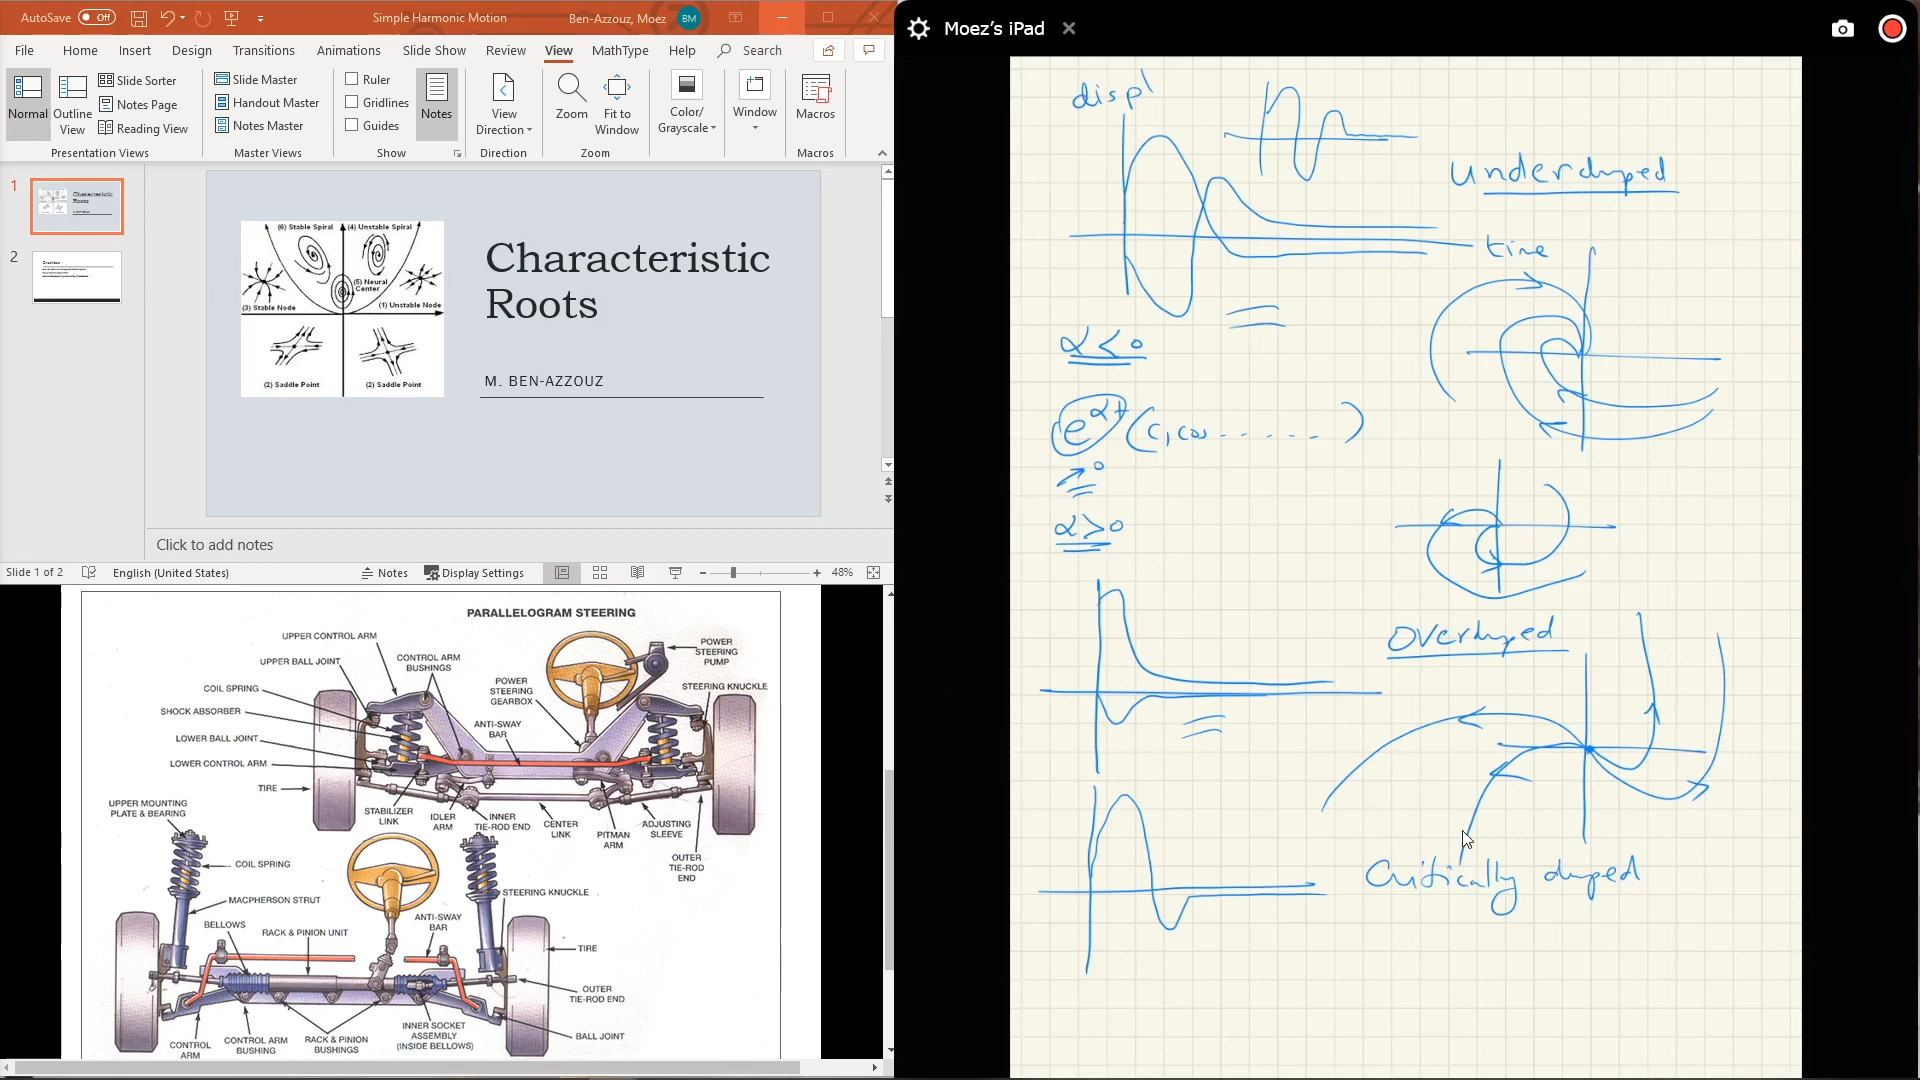 AutoSave Off
Simple Harmonic Motion
Ben-Azzouz, Moez BM
File Home Insert Design Transitions Animations Slide Show Review View MathType Help Search
Normal
Outline View
Slide Sorter
Notes Page
Reading View
Presentation Views
Slide Master
Handout Master
Notes Master
Master Views
Ruler
Gridlines
Guides
Show
Notes
View Direction
Direction
Zoom
Fit to Window
Zoom
Color/ Grayscale
Window
Macros
Macros
1
2
Characteristic
Roots
(6) Stable Spiral
(4) Unstable Spiral
(5) Neural Center
(3) Stable Node
(1) Unstable Node
(2) Saddle Point
(2) Saddle Point
Characteristic
Roots
M. BEN-AZZOUZ
Click to add notes
Slide 1 of 2 English (United States) Notes Display Settings 48%
PARALLELOGRAM STEERING
UPPER CONTROL ARM
UPPER BALL JOINT
CONTROL ARM BUSHINGS
POWER STEERING PUMP
COIL SPRING
POWER STEERING GEARBOX
STEERING KNUCKLE
SHOCK ABSORBER
ANTI-SWAY BAR
LOWER BALL JOINT
LOWER CONTROL ARM
TIRE
UPPER MOUNTING PLATE & BEARING
STABILIZER LINK
IDLER ARM
INNER TIE-ROD END
CENTER LINK
PITMAN ARM
ADJUSTING SLEEVE
OUTER TIE-ROD END
COIL SPRING
STEERING KNUCKLE
MACPHERSON STRUT
BELLOWS
RACK & PINION UNIT
ANTI-SWAY BAR
TIRE
OUTER TIE-ROD END
CONTROL ARM
CONTROL ARM BUSHING
RACK & PINION BUSHINGS
INNER SOCKET ASSEMBLY (INSIDE BELLOWS)
BALL JOINT
Moez's iPad
displ
Underdamped
time
α < 0
e^αt (c, cos ....... )
↗ 0
α > 0
Overdamped
Critically damped